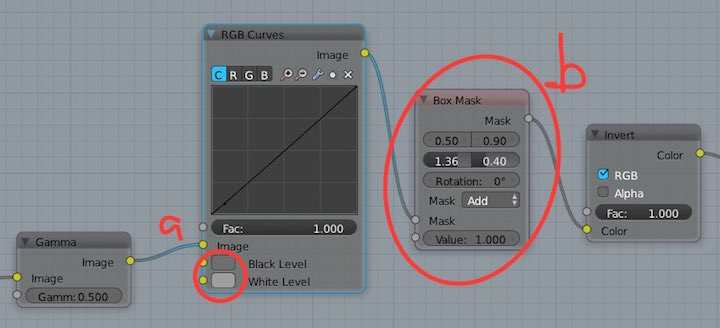 RGB Curves
Image
C R G B
Fac: 1.000
Image
Black Level
White Level
a
Gamma
Image
Image
Gamm: 0.500
b
Box Mask
Mask
0.50 0.90
1.36 0.40
Rotation: 0°
Mask Add
Mask
Value: 1.000
Invert
Color
RGB
Alpha
Fac: 1.000
Color